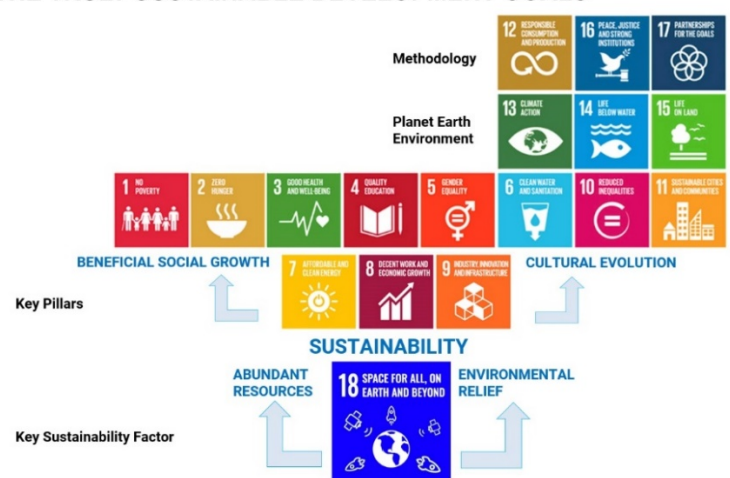 12 RESPONSIBLE
CONSUMPTION
AND PRODUCTION
16 PEACE, JUSTICE
AND STRONG
INSTITUTIONS
17 PARTNERSHIPS
FOR THE GOALS
Methodology
13 CLIMATE
ACTION
14 LIFE
BELOW WATER
15 LIFE
ON LAND
Planet Earth
Environment
1 NO
POVERTY
2 ZERO
HUNGER
3 GOOD HEALTH
AND WELL-BEING
4 QUALITY
EDUCATION
5 GENDER
EQUALITY
6 CLEAN WATER
AND SANITATION
10 REDUCED
INEQUALITIES
11 SUSTAINABLE CITIES
AND COMMUNITIES
BENEFICIAL SOCIAL GROWTH
7 AFFORDABLE AND
CLEAN ENERGY
8 DECENT WORK AND
ECONOMIC GROWTH
9 INDUSTRY, INNOVATION
AND INFRASTRUCTURE
CULTURAL EVOLUTION
Key Pillars
SUSTAINABILITY
ABUNDANT
RESOURCES
18 SPACE FOR ALL, ON
EARTH AND BEYOND
ENVIRONMENTAL
RELIEF
Key Sustainability Factor